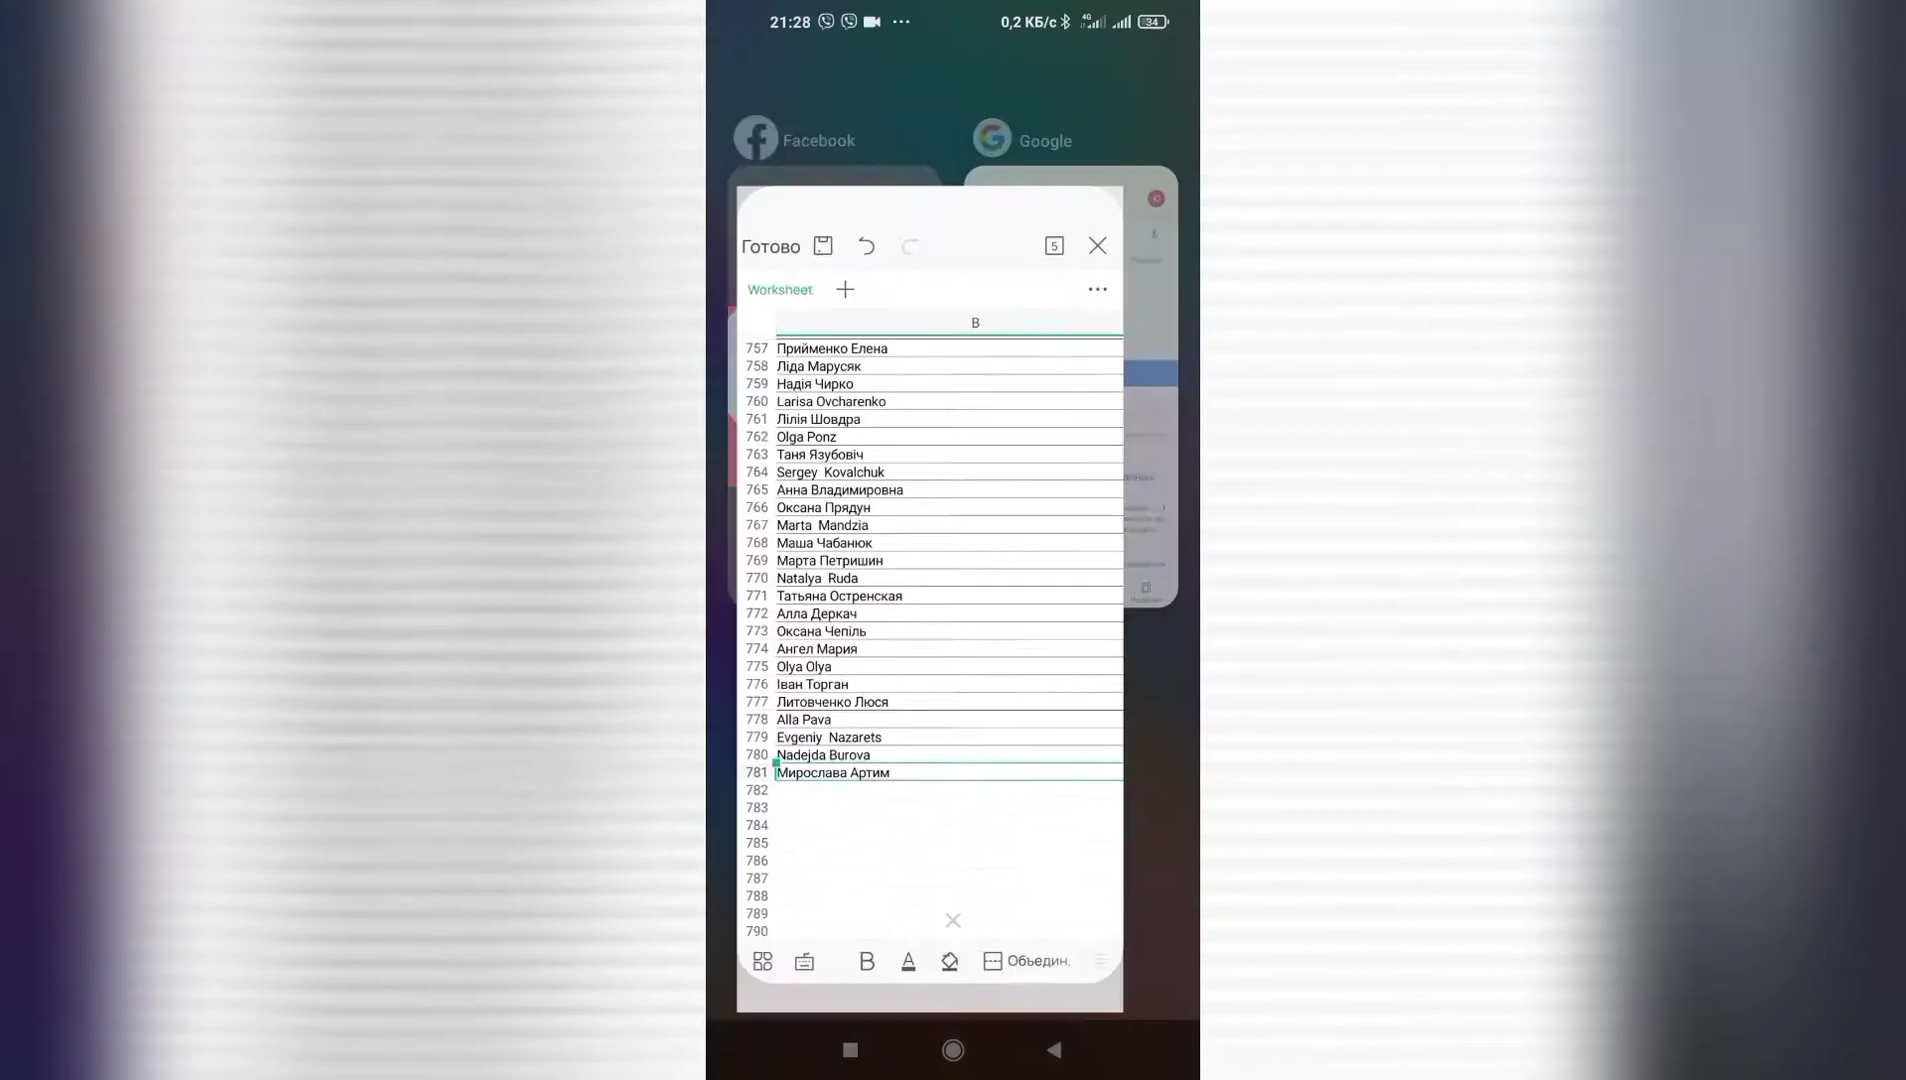 21:28 0,2 КБ/с 4G 34
Facebook
Google
Готово 5
Worksheet
B
757 Прийменко Елена
758 Ліда Марусяк
759 Надія Чирко
760 Larisa Ovcharenko
761 Лілія Шовдра
762 Olga Ponz
763 Таня Язубовіч
764 Sergey Kovalchuk
765 Анна Владимировна
766 Оксана Прядун
767 Marta Mandzia
768 Маша Чабанюк
769 Марта Петришин
770 Natalya Ruda
771 Татьяна Остренская
772 Алла Деркач
773 Оксана Чепіль
774 Ангел Мария
775 Olya Olya
776 Іван Торган
777 Литовченко Люся
778 Alla Pava
779 Evgeniy Nazarets
780 Nadejda Burova
781 Мирослава Артим
782
783
784
785
786
787
788
789
790
B A Объедин.